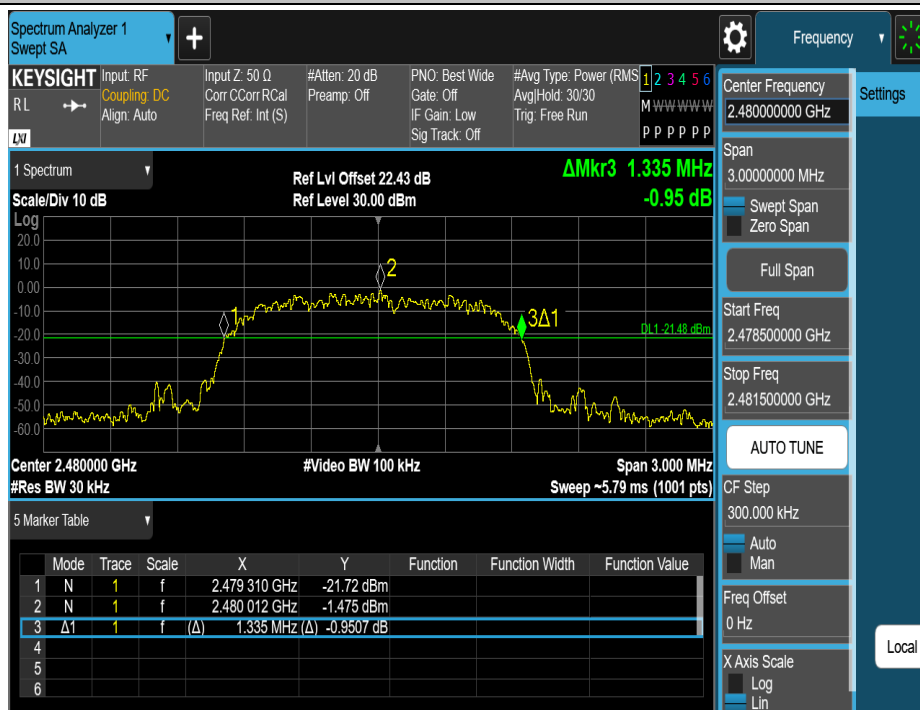 Spectrum Analyzer 1
Swept SA
+
Frequency
KEYSIGHT
RL
LXI
Input: RF
Coupling: DC
Align: Auto
Input Z: 50 Ω
Corr CCorr RCal
Freq Ref: Int (S)
#Atten: 20 dB
Preamp: Off
PNO: Best Wide
Gate: Off
IF Gain: Low
Sig Track: Off
#Avg Type: Power (RMS
Avg|Hold: 30/30
Trig: Free Run
1 2 3 4 5 6
M W W W W W
P P P P P P
Center Frequency
2.480000000 GHz
Settings
Span
3.00000000 MHz
Swept Span
Zero Span
Full Span
Start Freq
2.478500000 GHz
Stop Freq
2.481500000 GHz
AUTO TUNE
CF Step
300.000 kHz
Auto
Man
Freq Offset
0 Hz
Local
X Axis Scale
Log
Lin
1 Spectrum
Scale/Div 10 dB
Ref Lvl Offset 22.43 dB
Ref Level 30.00 dBm
ΔMkr3 1.335 MHz
-0.95 dB
Log
20.0
10.0
0.00
-10.0
-20.0
-30.0
-40.0
-50.0
-60.0
1
2
3Δ1
DL1 -21.48 dBm
Center 2.480000 GHz
#Video BW 100 kHz
Span 3.000 MHz
#Res BW 30 kHz
Sweep ~5.79 ms (1001 pts)
5 Marker Table
Mode Trace Scale X Y Function Function Width Function Value
1 N 1 f 2.479 310 GHz -21.72 dBm
2 N 1 f 2.480 012 GHz -1.475 dBm
3 Δ1 1 f (Δ) 1.335 MHz (Δ) -0.9507 dB
4
5
6